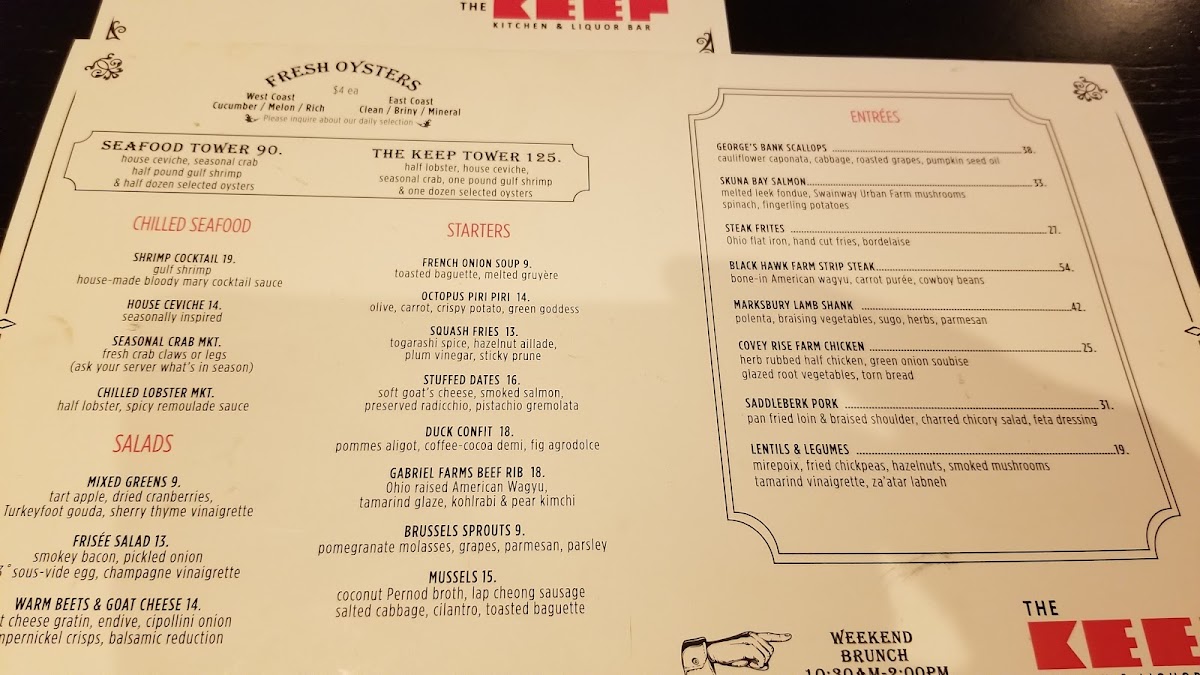 THE
KEEP
KITCHEN & LIQUOR BAR
FRESH OYSTERS
$4 ea
West Coast
Cucumber / Melon / Rich
East Coast
Clean / Briny / Mineral
Please inquire about our daily selection
SEAFOOD TOWER 90.
house ceviche, seasonal crab
half pound gulf shrimp
& half dozen selected oysters
THE KEEP TOWER 125.
half lobster, house ceviche,
seasonal crab, one pound gulf shrimp
& one dozen selected oysters
CHILLED SEAFOOD
SHRIMP COCKTAIL 19.
gulf shrimp
house-made bloody mary cocktail sauce
HOUSE CEVICHE 14.
seasonally inspired
SEASONAL CRAB MKT.
fresh crab claws or legs
(ask your server what's in season)
CHILLED LOBSTER MKT.
half lobster, spicy remoulade sauce
SALADS
MIXED GREENS 9.
tart apple, dried cranberries,
Turkeyfoot gouda, sherry thyme vinaigrette
FRISÉE SALAD 13.
smokey bacon, pickled onion
sous-vide egg, champagne vinaigrette
WARM BEETS & GOAT CHEESE 14.
cheese gratin, endive, cipollini onion
crisps, balsamic reduction
STARTERS
FRENCH ONION SOUP 9.
toasted baguette, melted gruyère
OCTOPUS PIRI PIRI 14.
olive, carrot, crispy potato, green goddess
SQUASH FRIES 13.
togarashi spice, hazelnut aillade,
plum vinegar, sticky prune
STUFFED DATES 16.
soft goat's cheese, smoked salmon,
preserved radicchio, pistachio gremolata
DUCK CONFIT 18.
pommes aligot, coffee-cocoa demi, fig agrodolce
GABRIEL FARMS BEEF RIB 18.
Ohio raised American Wagyu,
tamarind glaze, kohlrabi & pear kimchi
BRUSSELS SPROUTS 9.
pomegranate molasses, grapes, parmesan, parsley
MUSSELS 15.
coconut Pernod broth, lap cheong sausage
salted cabbage, cilantro, toasted baguette
ENTRÉES
GEORGE'S BANK SCALLOPS 38.
cauliflower caponata, cabbage, roasted grapes, pumpkin seed oil
SKUNA BAY SALMON 33.
melted leek fondue, Swainway Urban Farm mushrooms
spinach, fingerling potatoes
STEAK FRITES 27.
Ohio flat iron, hand cut fries, bordelaise
BLACK HAWK FARM STRIP STEAK 54.
bone-in American wagyu, carrot purée, cowboy beans
MARKSBURY LAMB SHANK 42.
polenta, braising vegetables, sugo, herbs, parmesan
COVEY RISE FARM CHICKEN 25.
herb rubbed half chicken, green onion soubise
glazed root vegetables, torn bread
SADDLEBERK PORK 31.
pan fried loin & braised shoulder, charred chicory salad, feta dressing
LENTILS & LEGUMES 19.
mirepoix, fried chickpeas, hazelnuts, smoked mushrooms
tamarind vinaigrette, za'atar labneh
WEEKEND
BRUNCH
10:30AM-2:00PM
THE
KEE